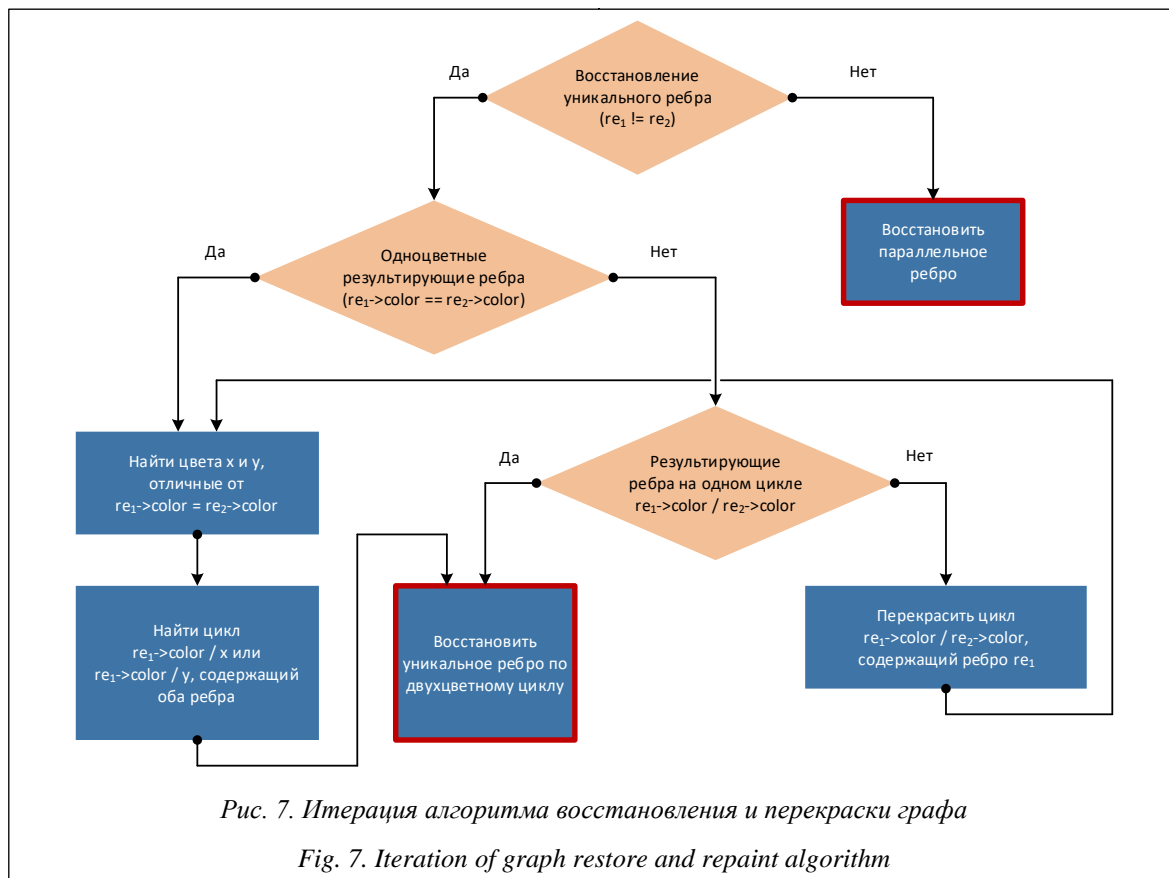 Да
Восстановление
уникального ребра
(re₁ != re₂)
Нет
Восстановить
параллельное
ребро
Да
Одноцветные
результирующие ребра
(re₁->color == re₂->color)
Нет
Найти цвета x и y,
отличные от
re₁->color = re₂->color
Да
Результирующие
ребра на одном цикле
re₁->color / re₂->color
Нет
Найти цикл
re₁->color / x или
re₁->color / y, содержащий
оба ребра
Восстановить
уникальное ребро по
двухцветному циклу
Перекрасить цикл
re₁->color / re₂->color,
содержащий ребро re₁
Рис. 7. Итерация алгоритма восстановления и перекраски графа
Fig. 7. Iteration of graph restore and repaint algorithm